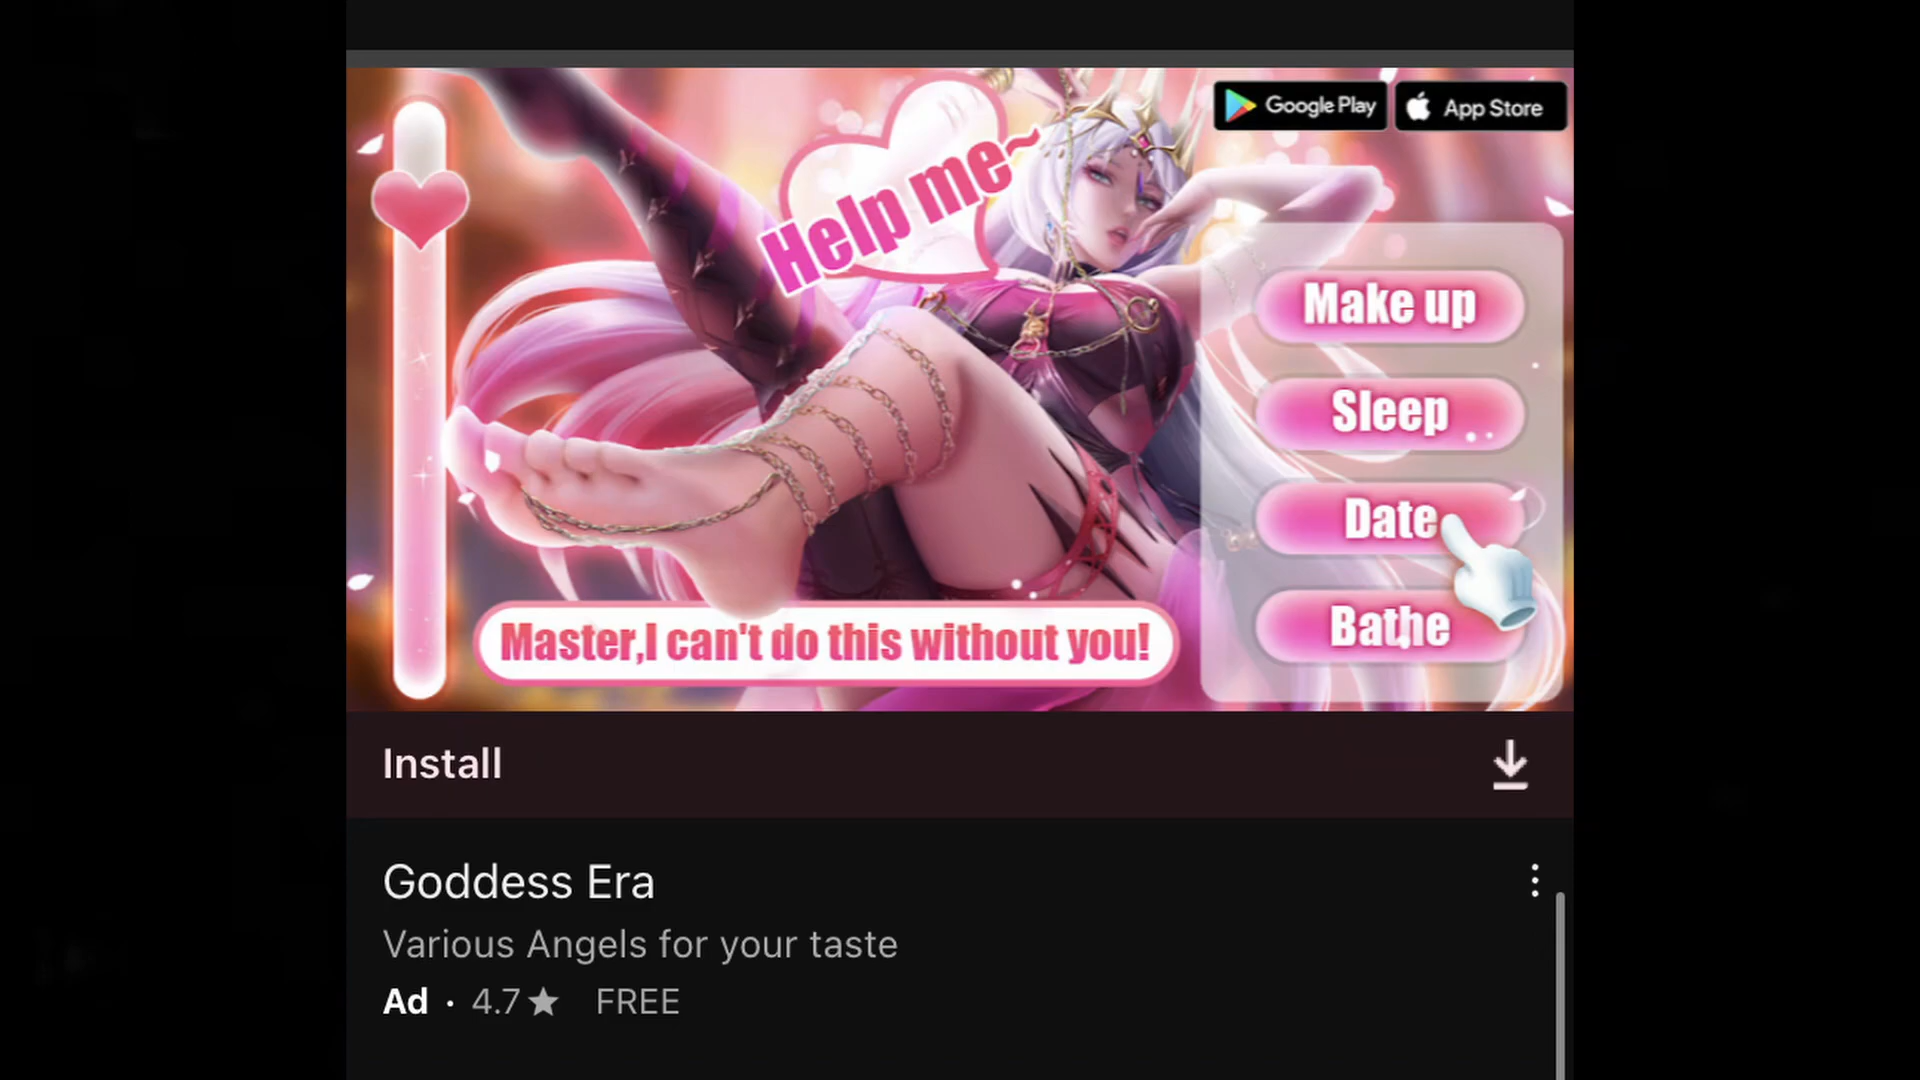 Google Play
App Store
Help me~
Make up
Sleep
Date
Bathe
Master,I can't do this without you!
Install
Goddess Era
Various Angels for your taste
Ad · 4.7★ FREE